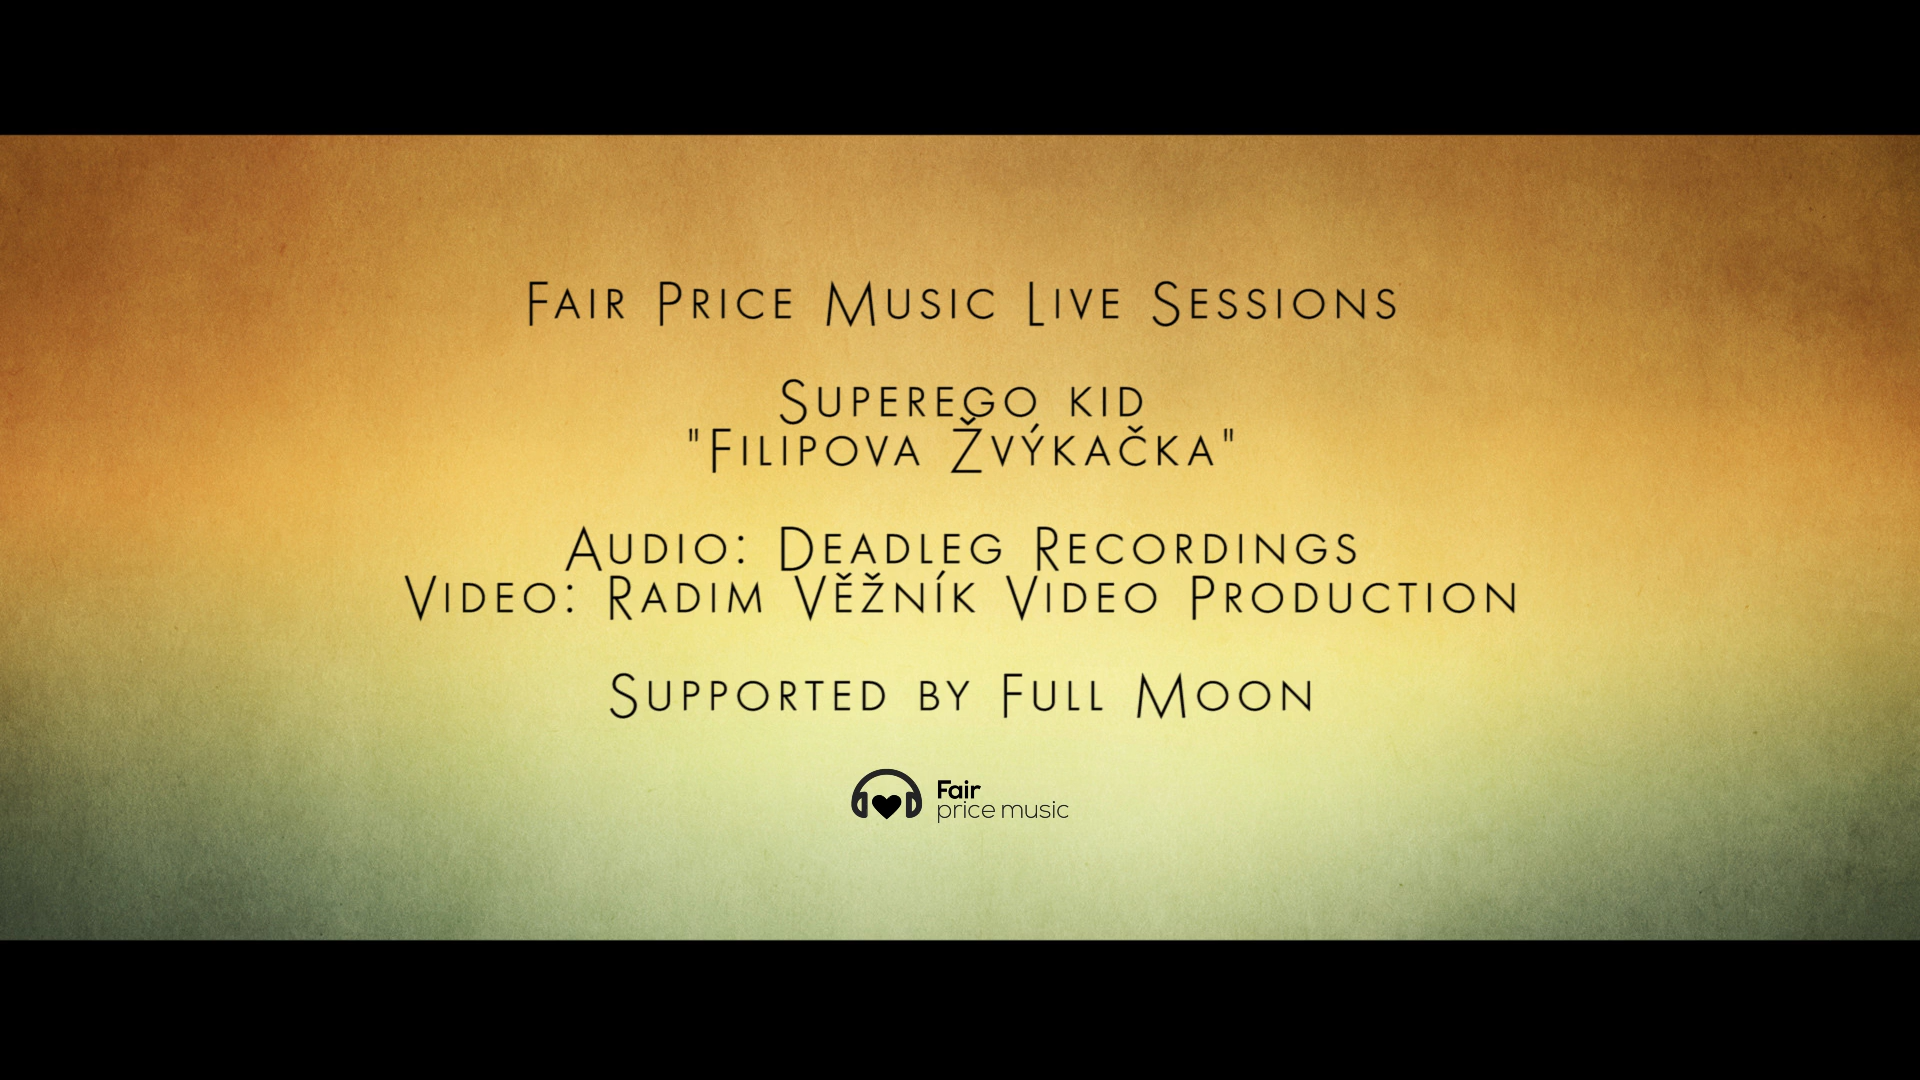 Fair Price Music Live Sessions
Superego kid
"Filipova Žvýkačka"
Audio: Deadleg Recordings
Video: Radim Věžník Video Production
Supported by Full Moon
Fair
price music